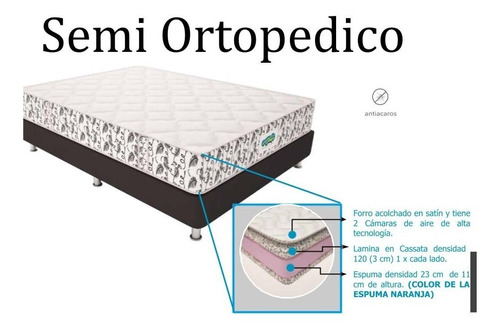 Semi Ortopedico
antiacaros
Forro acolchado en satín y tiene
2 Cámaras de aire de alta
tecnología.
Lamina en Cassata densidad
120 (3 cm) 1 x cada lado.
Espuma densidad 23 cm de 11
cm de altura. (COLOR DE LA
ESPUMA NARANJA)